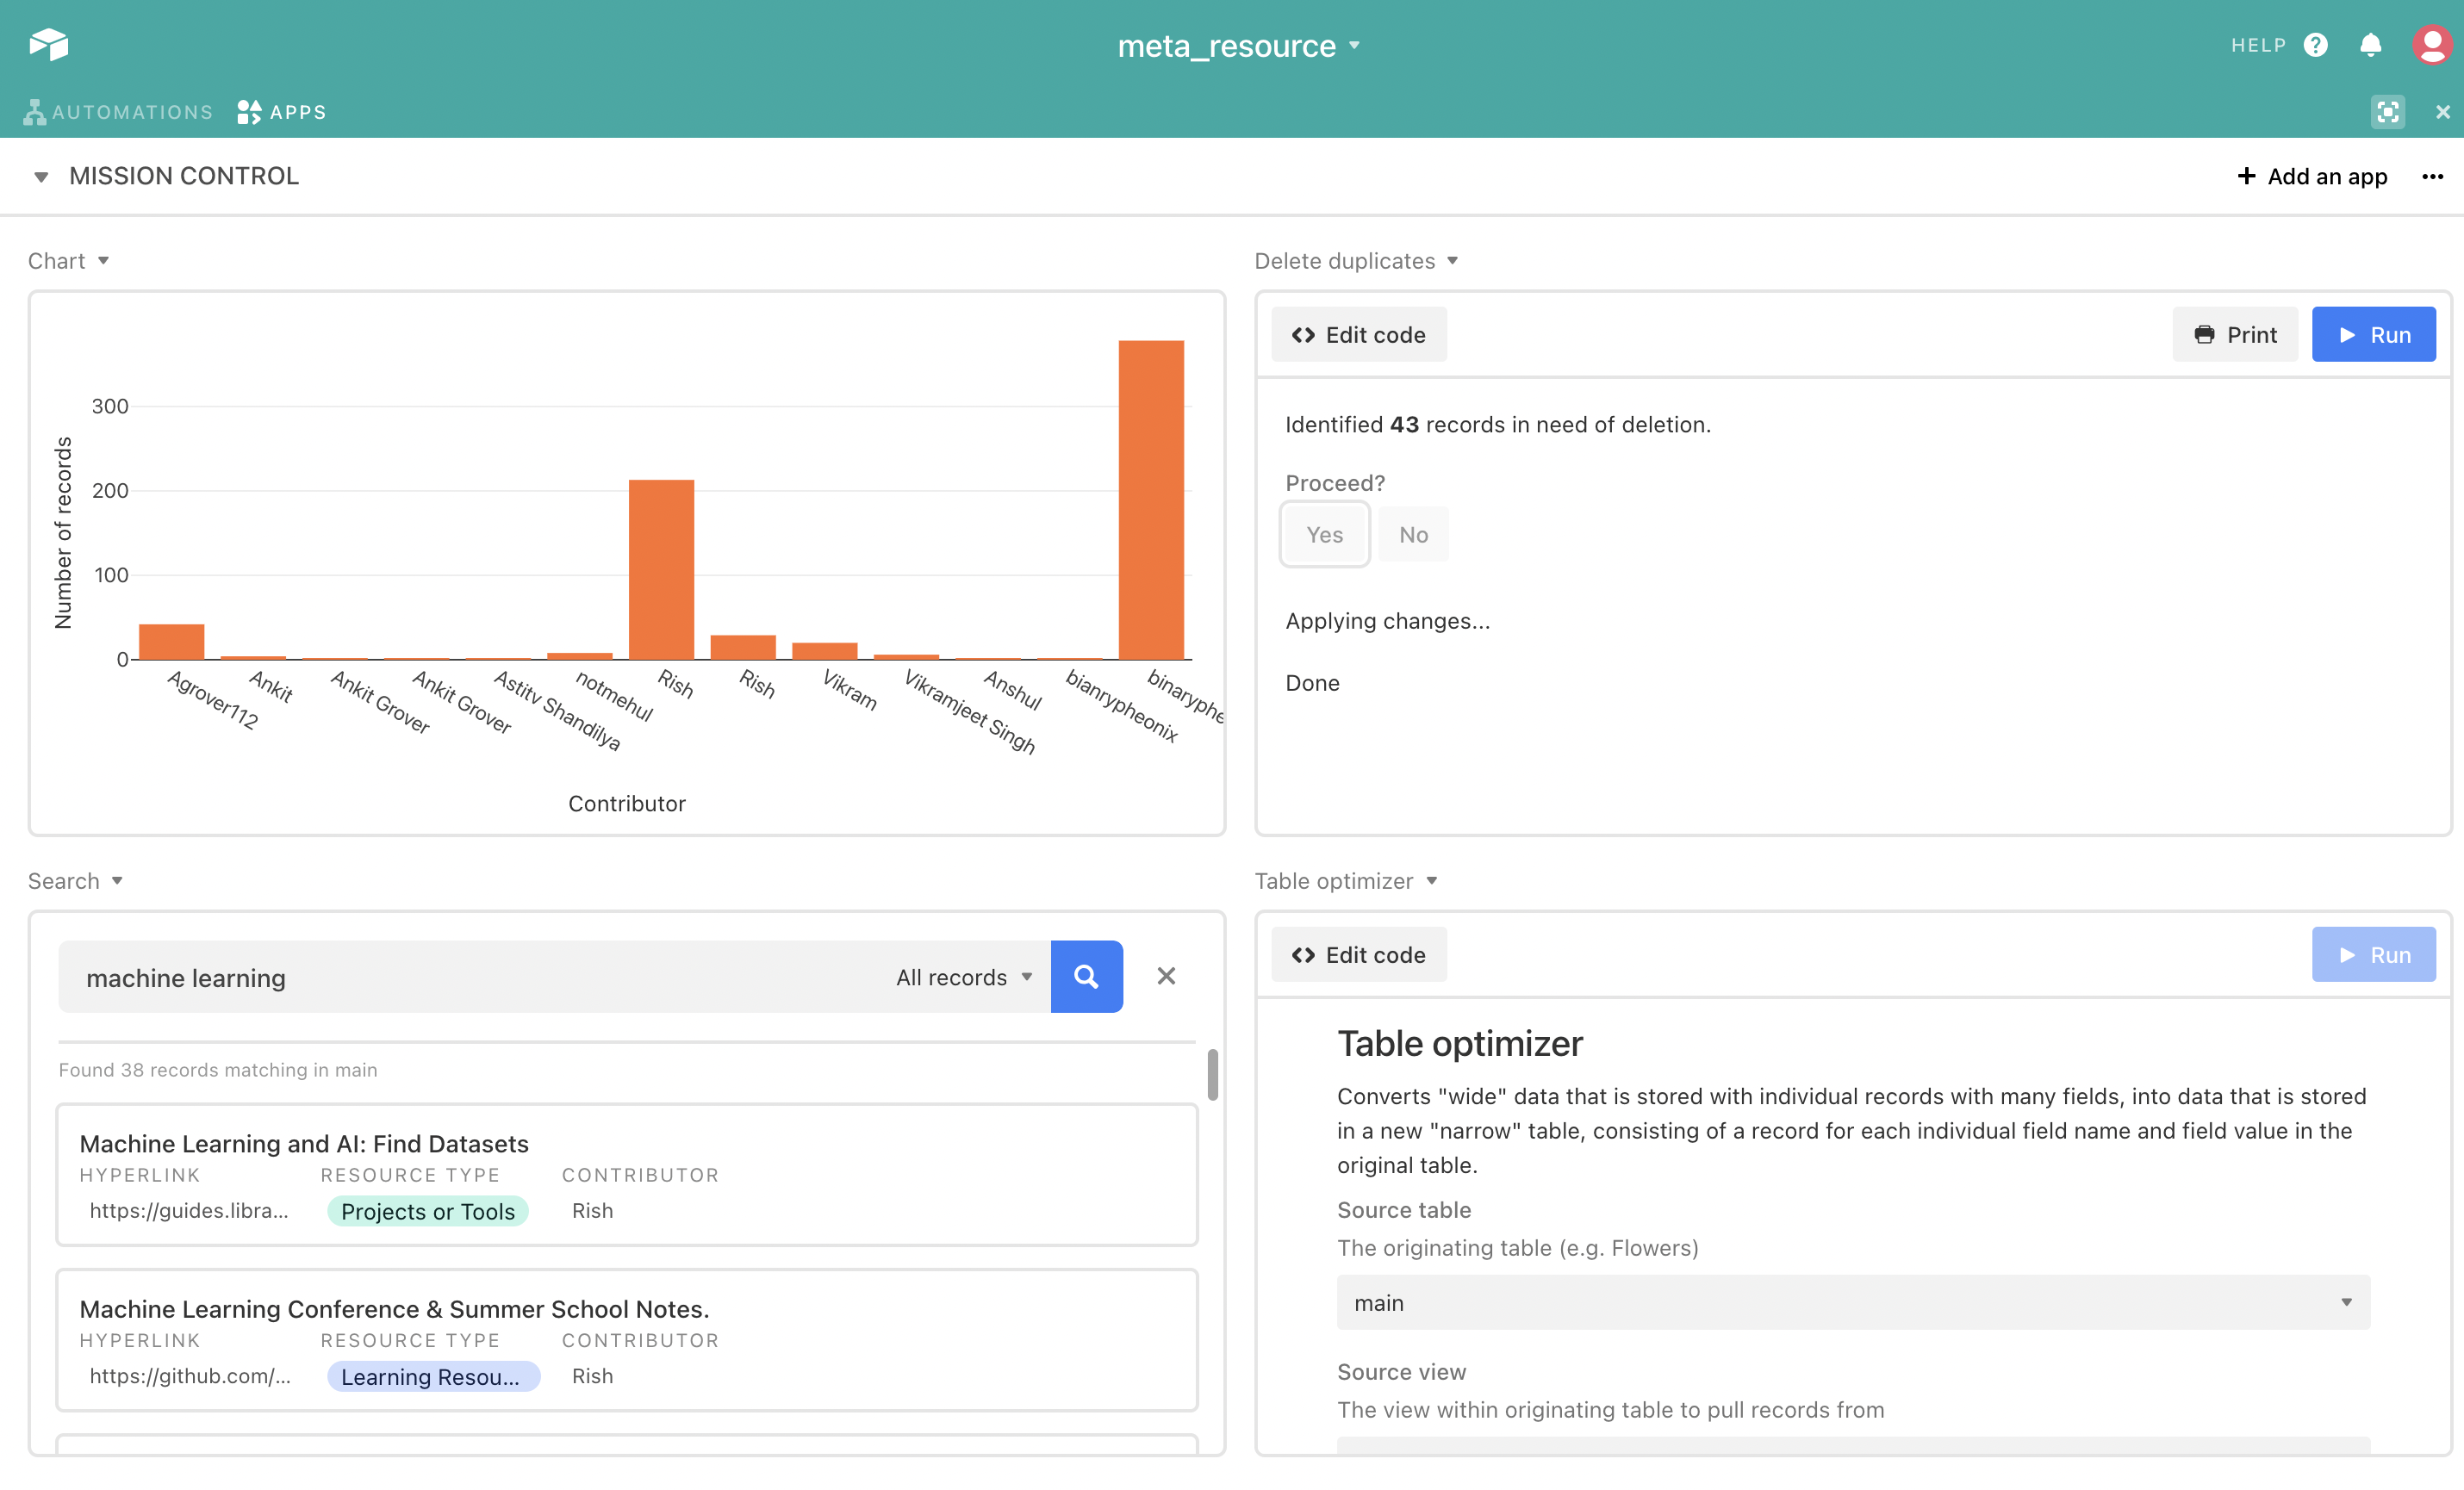 meta_resource
HELP
AUTOMATIONS APPS
MISSION CONTROL
Add an app
Chart
Number of records
300
200
100
0
Agrover112
Ankit
Ankit Grover
Ankit Grover
Astitv Shandilya
notmehul
Rish
Rish
Vikram
Vikramjeet Singh
Anshul
bianrypheonix
binaryphe
Contributor
Delete duplicates
Edit code
Print
Run
Identified 43 records in need of deletion.
Proceed?
Yes No
Applying changes...
Done
Search
machine learning All records
Found 38 records matching in main
Machine Learning and AI: Find Datasets
HYPERLINK RESOURCE TYPE CONTRIBUTOR
https://guides.libra... Projects or Tools Rish
Machine Learning Conference & Summer School Notes.
HYPERLINK RESOURCE TYPE CONTRIBUTOR
https://github.com/... Learning Resou... Rish
Table optimizer
Edit code
Run
Table optimizer
Converts "wide" data that is stored with individual records with many fields, into data that is stored
in a new "narrow" table, consisting of a record for each individual field name and field value in the
original table.
Source table
The originating table (e.g. Flowers)
main
Source view
The view within originating table to pull records from